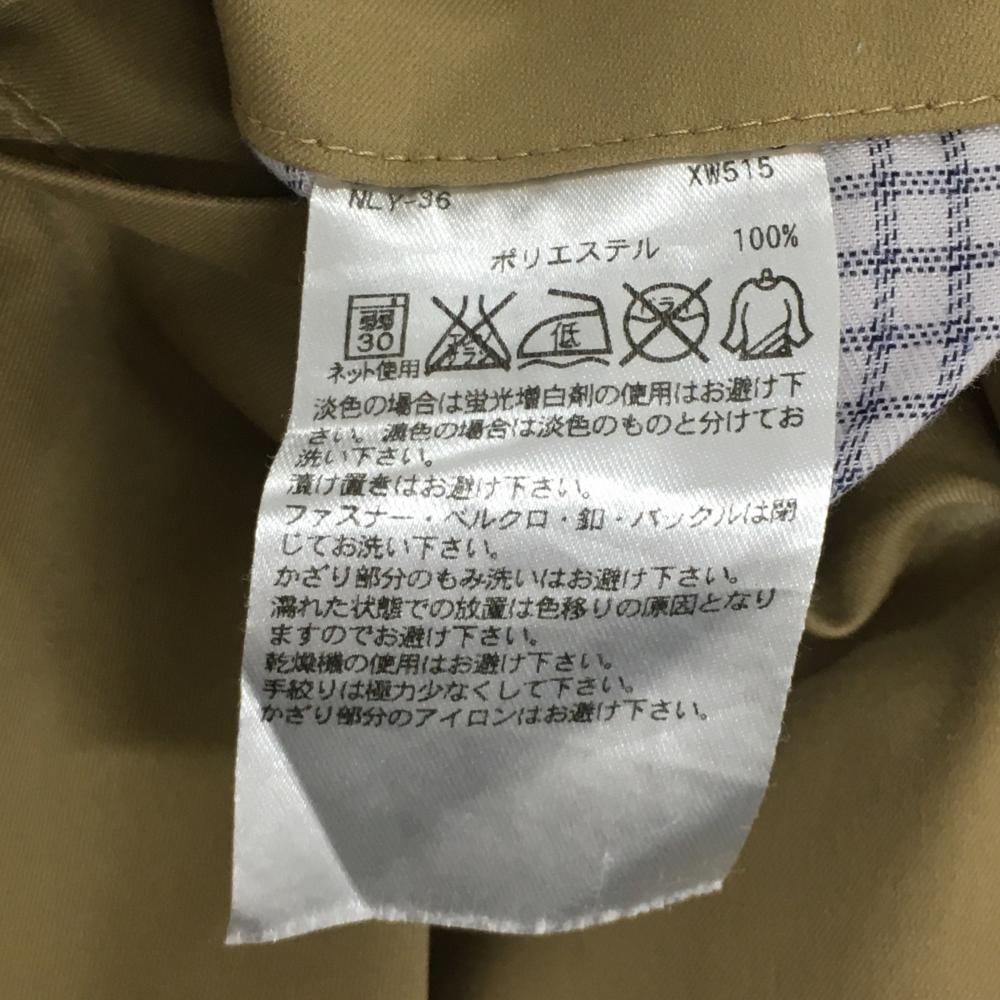 NLY-36 XW515
ポリエステル 100%
弱
30
エンソ
サラシ
低
ドライ
ネット使用
淡色の場合は蛍光増白剤の使用はお避け下
さい。濃色の場合は淡色のものと分けてお
洗い下さい。
漬け置きはお避け下さい。
ファスナー・ベルクロ・釦・バックルは閉
じてお洗い下さい。
かざり部分のもみ洗いはお避け下さい。
濡れた状態での放置は色移りの原因となり
ますのでお避け下さい。
乾燥機の使用はお避け下さい。
手絞りは極力少なくして下さい。
かざり部分のアイロンはお避け下さい。